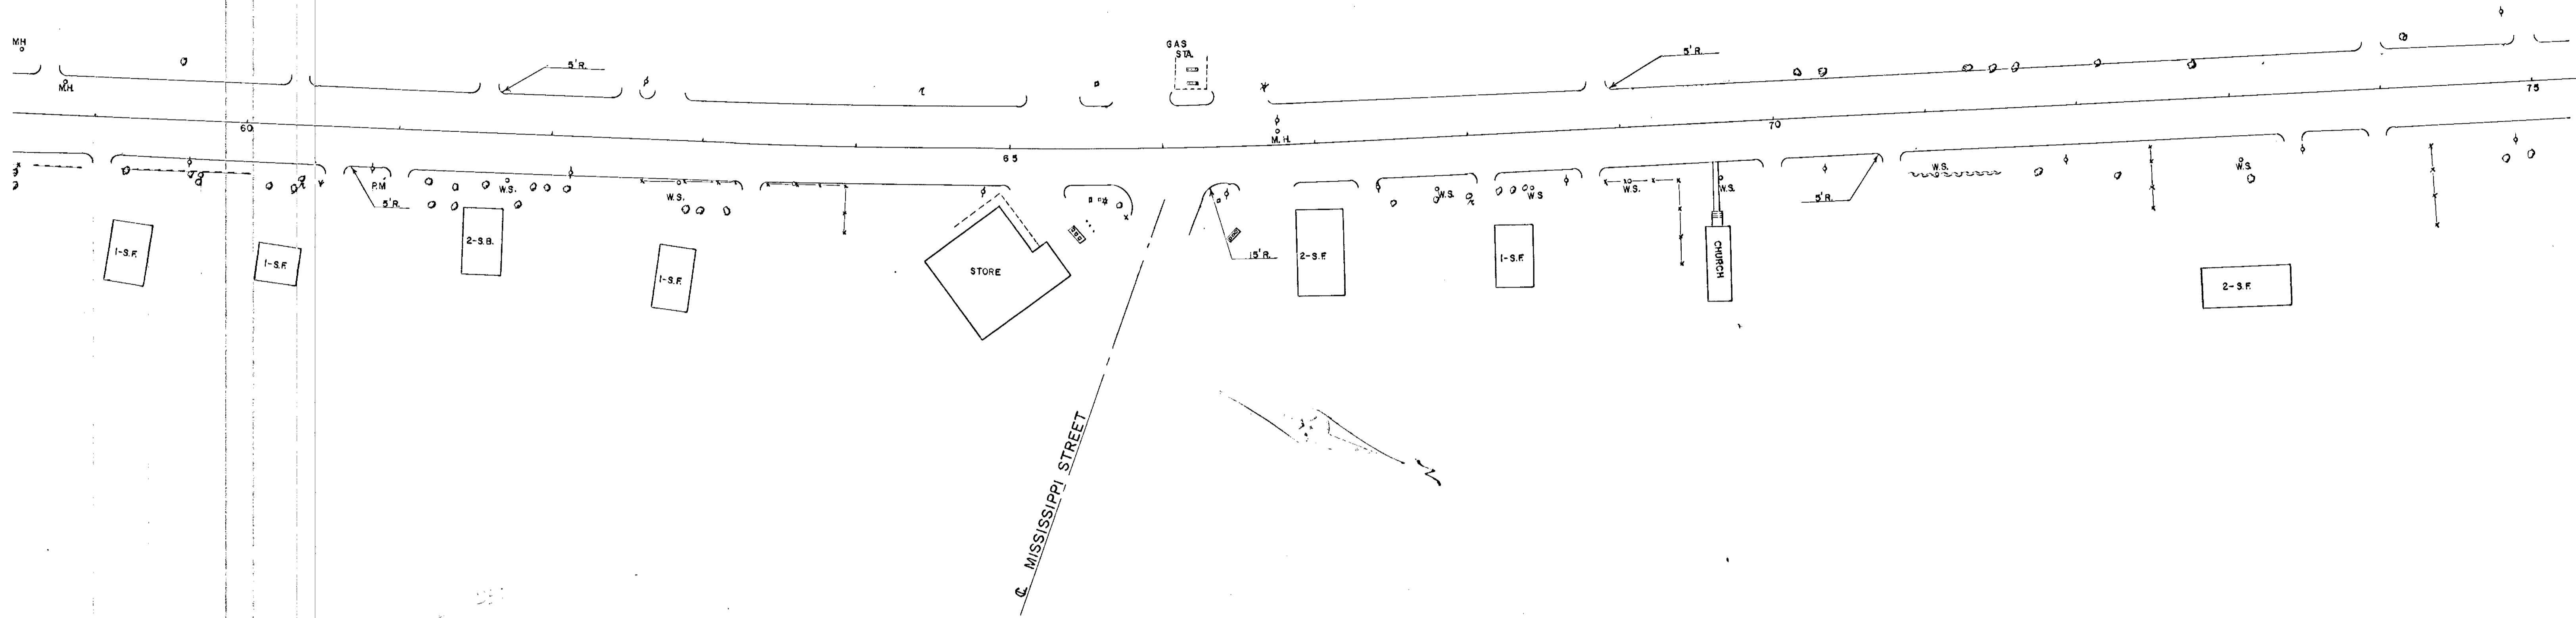 MH
M.H.
5'R.
GAS
STA.
5'R.
75
60
65
M.H.
70
P.M
5'R.
W.S.
W.S.
W.S.
W.S
W.S.
W.S.
5'R.
W.S.
W.S.
1-S.F.
1-S.F.
2-S.B.
1-S.F.
STORE
15'R.
2-S.F.
1-S.F.
CHURCH
2-S.F.
℄ MISSISSIPPI STREET